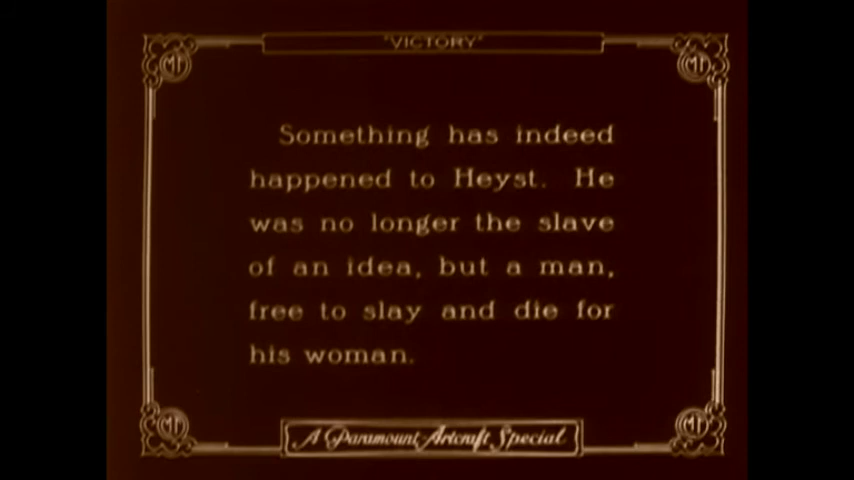 "VICTORY"
Something has indeed
happened to Heyst. He
was no longer the slave
of an idea, but a man,
free to slay and die for
his woman.
A Paramount-Artcraft Special